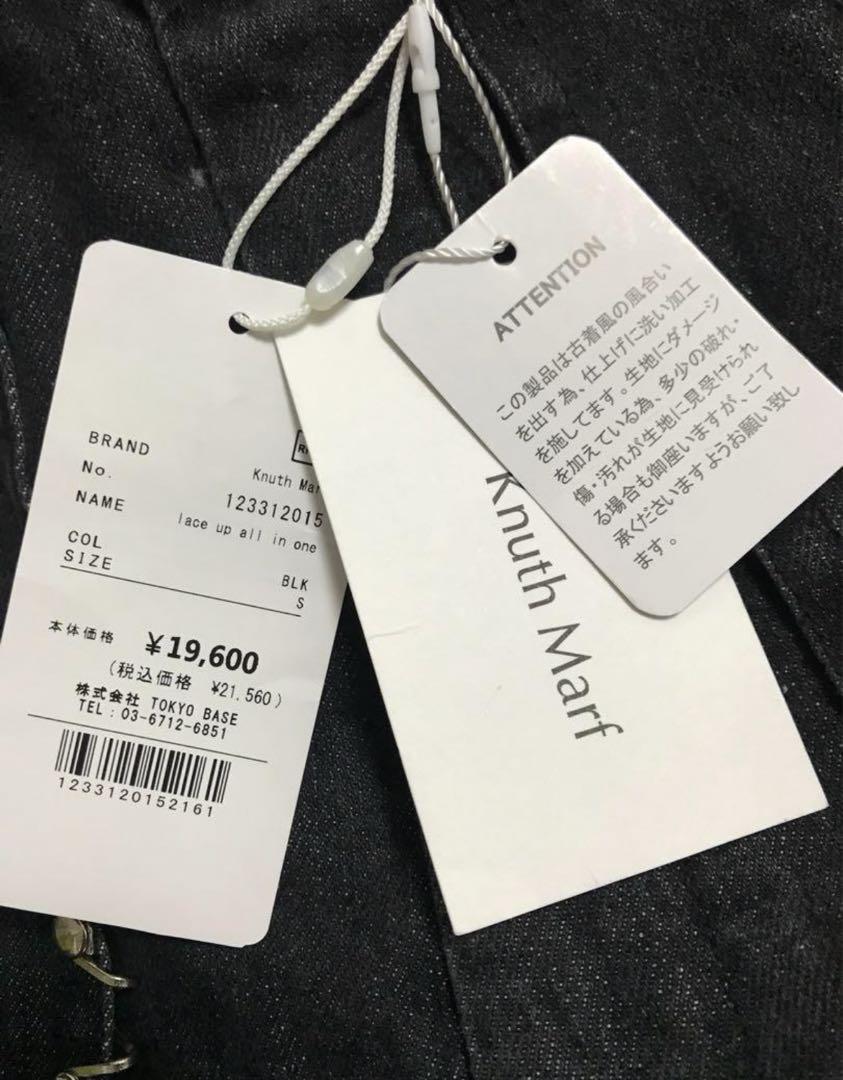 BRAND
Knuth Mar
No.
123312015
NAME
lace up all in one
COL
BLK
SIZE
S
本体価格 ¥19,600
(税込価格 ¥21,560)
株式会社 TOKYO BASE
TEL:03-6712-6851
1233120152161
Knuth Marf
ATTENTION
この製品は古着風の風合い
を出す為、仕上げに洗い加工
を施してます。生地にダメージ
を加えている為、多少の破れ・
傷・汚れが生地に見受けられ
る場合も御座いますが、ご了
承くださいますようお願い致し
ます。